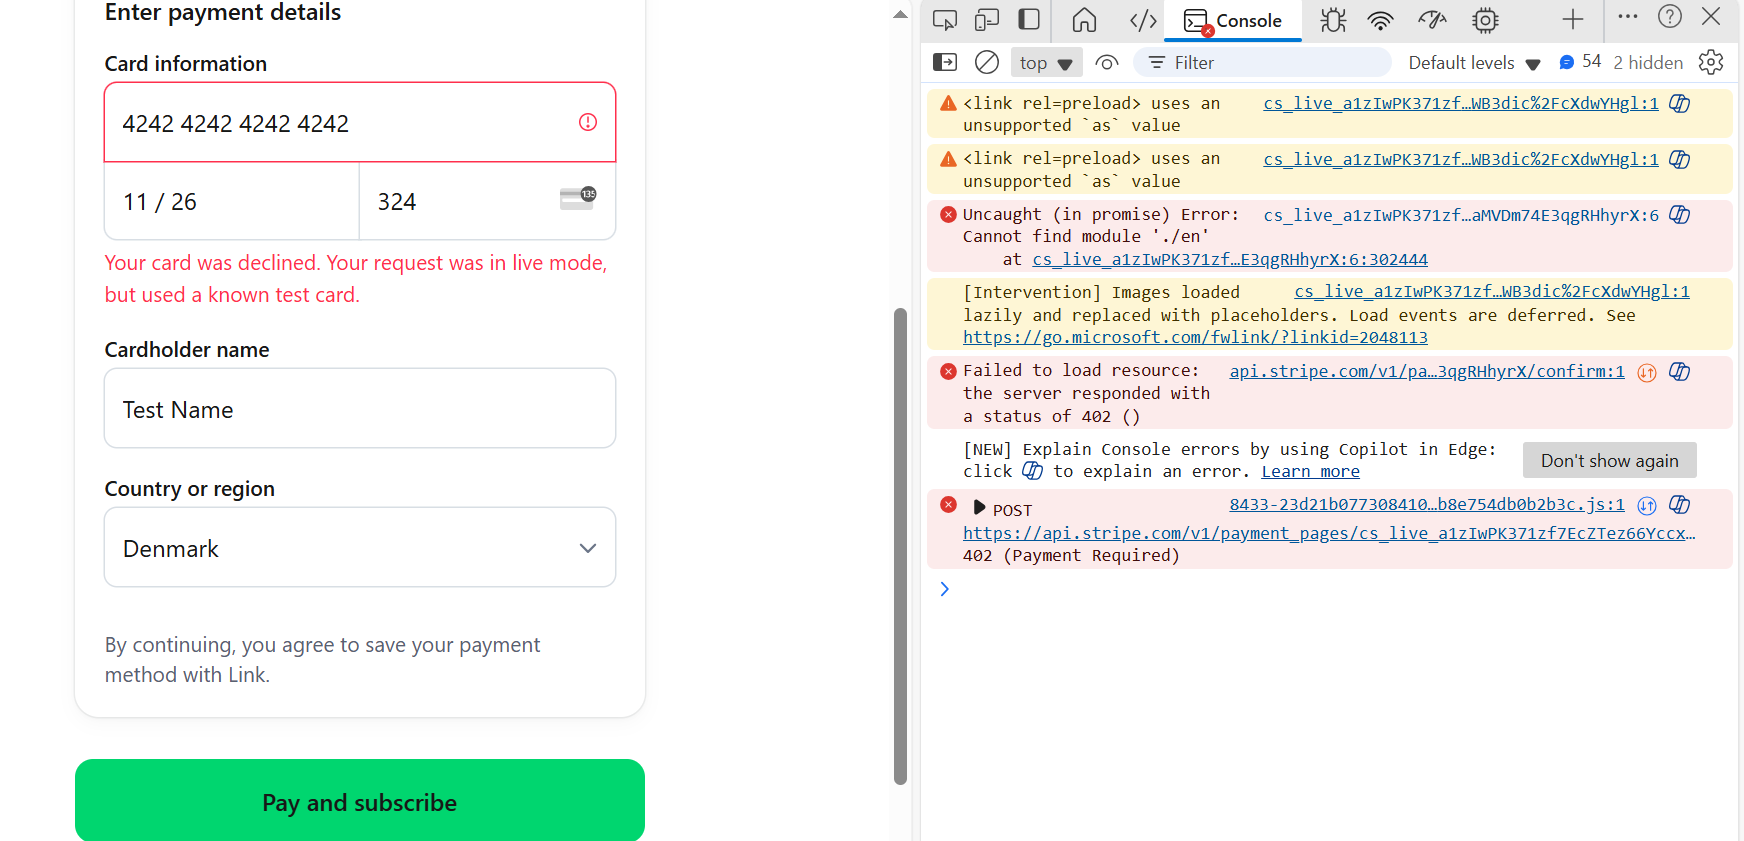 Enter payment details
Card information
4242 4242 4242 4242
11 / 26
324
135
Your card was declined. Your request was in live mode,
but used a known test card.
Cardholder name
Test Name
Country or region
Denmark
By continuing, you agree to save your payment
method with Link.
Pay and subscribe
Console
top
Filter
Default levels
54
2 hidden
<link rel=preload> uses an cs_live_a1zIwPK371zf…WB3dic%2FcXdwYHgl:1
unsupported `as` value
<link rel=preload> uses an cs_live_a1zIwPK371zf…WB3dic%2FcXdwYHgl:1
unsupported `as` value
Uncaught (in promise) Error: cs_live_a1zIwPK371zf…aMVDm74E3qgRHhyrX:6
Cannot find module './en'
at cs_live_a1zIwPK371zf…E3qgRHhyrX:6:302444
[Intervention] Images loaded cs_live_a1zIwPK371zf…WB3dic%2FcXdwYHgl:1
lazily and replaced with placeholders. Load events are deferred. See
https://go.microsoft.com/fwlink/?linkid=2048113
Failed to load resource: api.stripe.com/v1/pa…3qgRHhyrX/confirm:1
the server responded with
a status of 402 ()
[NEW] Explain Console errors by using Copilot in Edge:
click to explain an error. Learn more
Don't show again
POST 8433-23d21b077308410…b8e754db0b2b3c.js:1
https://api.stripe.com/v1/payment_pages/cs_live_a1zIwPK371zf7EcZTez66Yccx…
402 (Payment Required)